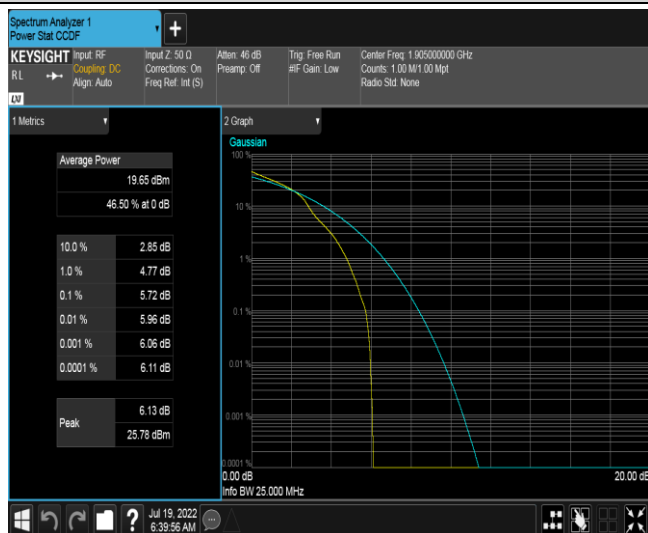 Spectrum Analyzer 1
Power Stat CCDF
KEYSIGHT
RL
LXI
Input: RF
Coupling: DC
Align: Auto
Input Z: 50 Ω
Corrections: On
Freq Ref: Int (S)
Atten: 46 dB
Preamp: Off
Trig: Free Run
#IF Gain: Low
Center Freq: 1.905000000 GHz
Counts: 1.00 M/1.00 Mpt
Radio Std: None
1 Metrics
Average Power
19.65 dBm
46.50 % at 0 dB
10.0 % 2.85 dB
1.0 % 4.77 dB
0.1 % 5.72 dB
0.01 % 5.96 dB
0.001 % 6.06 dB
0.0001 % 6.11 dB
Peak
6.13 dB
25.78 dBm
2 Graph
Gaussian
100 %
10 %
1 %
0.1 %
0.01 %
0.001 %
0.0001 %
0.00 dB
20.00 dB
Info BW 25.000 MHz
?
Jul 19, 2022
6:39:56 AM